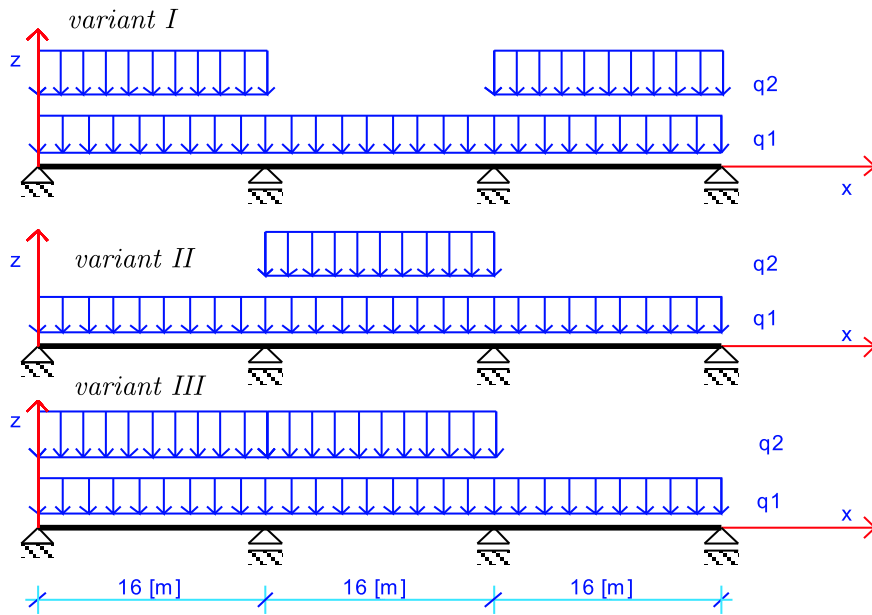 variant I
z
q2
q1
x
variant II
z
q2
q1
x
variant III
z
q2
q1
x
16 [m] 16 [m] 16 [m]